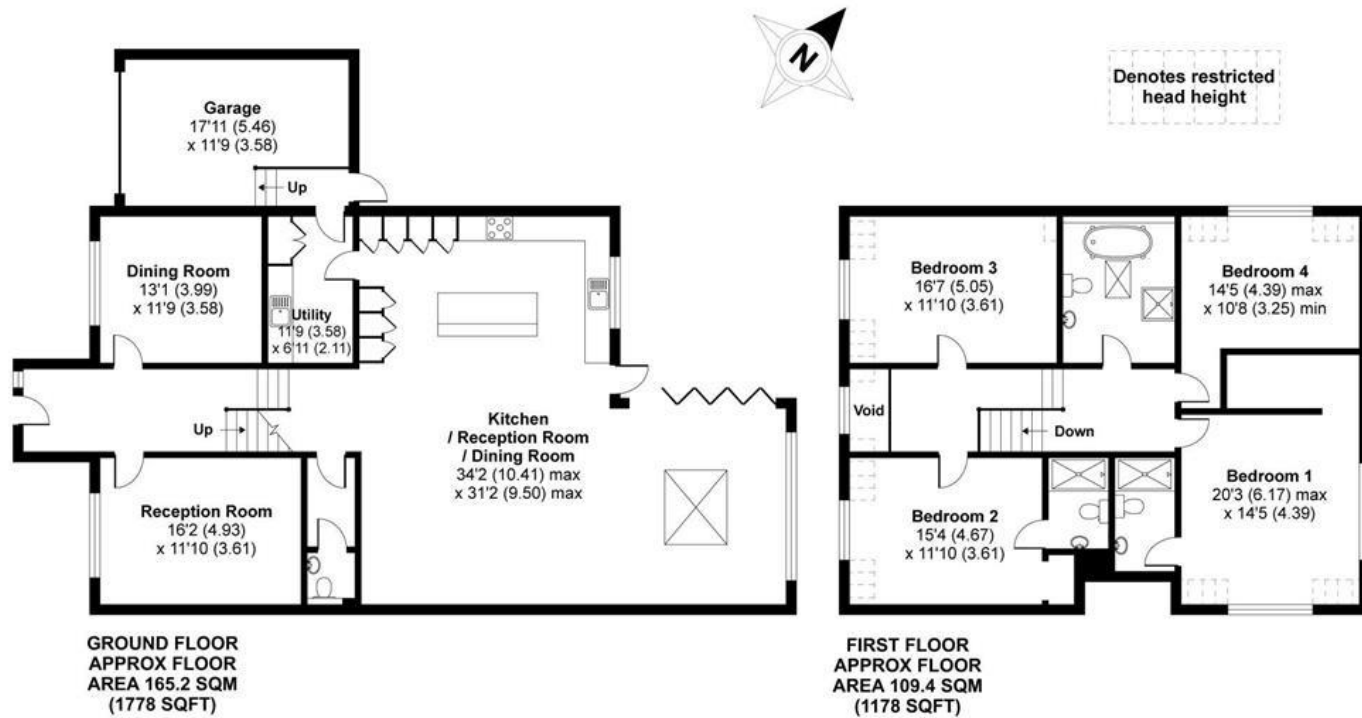 N
Denotes restricted
head height
Garage
17'11 (5.46)
x 11'9 (3.58)
Up
Dining Room
13'1 (3.99)
x 11'9 (3.58)
Utility
11'9 (3.58)
x 6'11 (2.11)
Up
Kitchen
/ Reception Room
/ Dining Room
34'2 (10.41) max
x 31'2 (9.50) max
Reception Room
16'2 (4.93)
x 11'10 (3.61)
GROUND FLOOR
APPROX FLOOR
AREA 165.2 SQM
(1778 SQFT)
Bedroom 3
16'7 (5.05)
x 11'10 (3.61)
Bedroom 4
14'5 (4.39) max
x 10'8 (3.25) min
Void
Down
Bedroom 2
15'4 (4.67)
x 11'10 (3.61)
Bedroom 1
20'3 (6.17) max
x 14'5 (4.39)
FIRST FLOOR
APPROX FLOOR
AREA 109.4 SQM
(1178 SQFT)